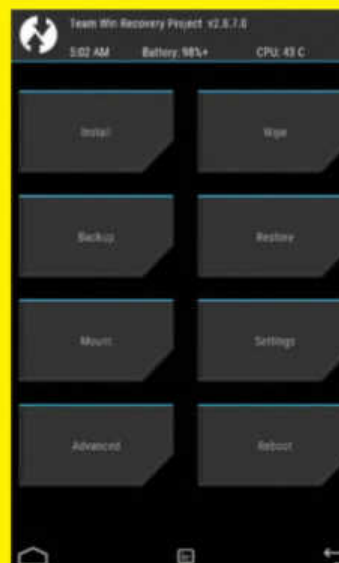 Team Win Recovery Project v2.8.7.0
5:02 AM Battery: 98%+ CPU: 43 C
Install Wipe
Backup Restore
Mount Settings
Advanced Reboot